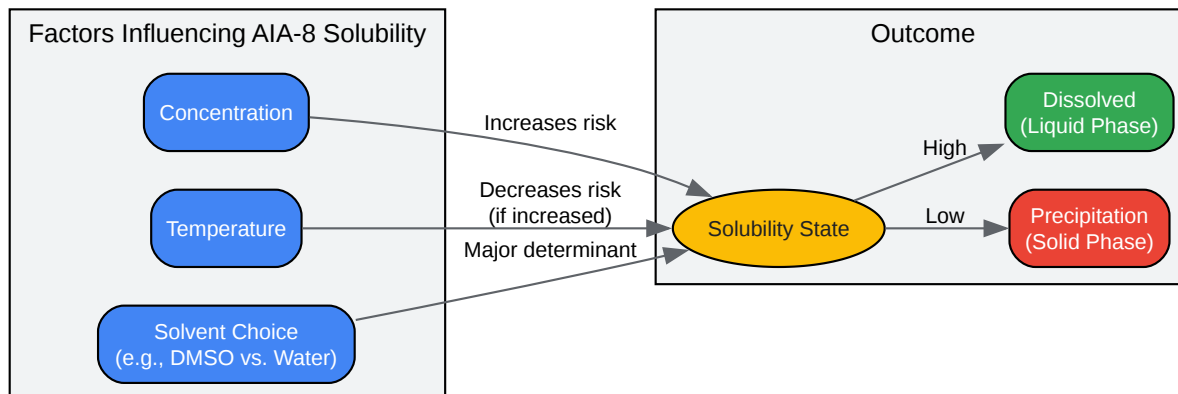 Factors Influencing AIA-8 Solubility
Concentration
Temperature
Solvent Choice
(e.g., DMSO vs. Water)
Increases risk
Decreases risk
(if increased)
Major determinant
Outcome
Solubility State
High
Low
Dissolved
(Liquid Phase)
Precipitation
(Solid Phase)